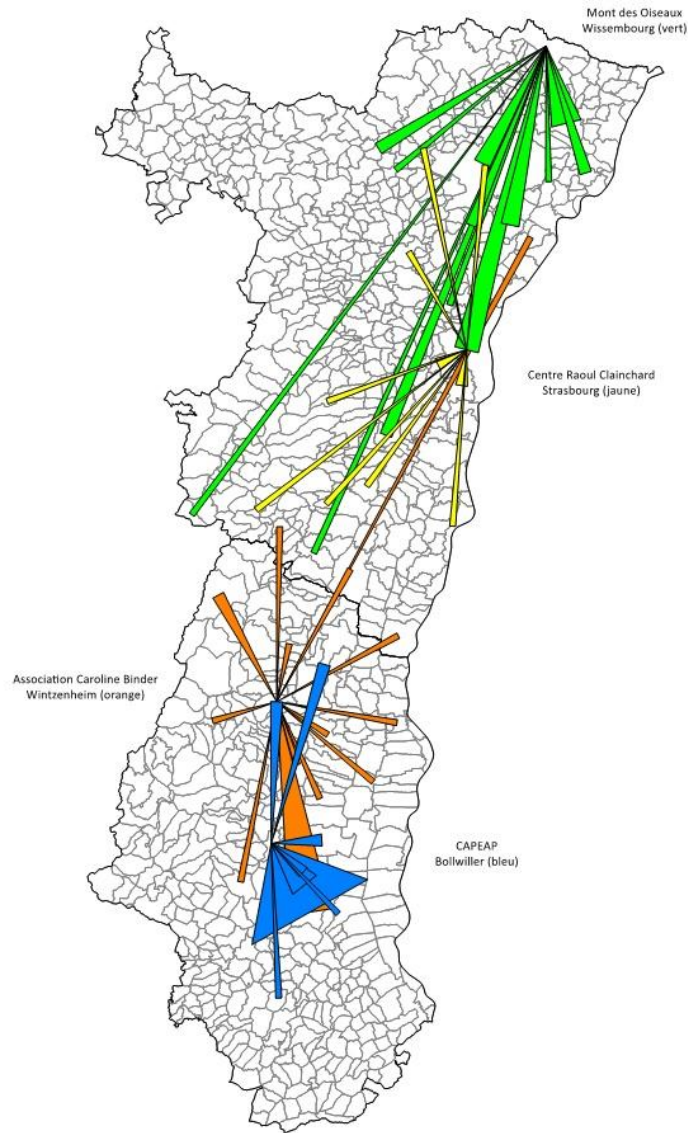 Mont des Oiseaux
Wissembourg (vert)
Centre Raoul Clainchard
Strasbourg (jaune)
Association Caroline Binder
Wintzenheim (orange)
CAPEAP
Bollwiller (bleu)